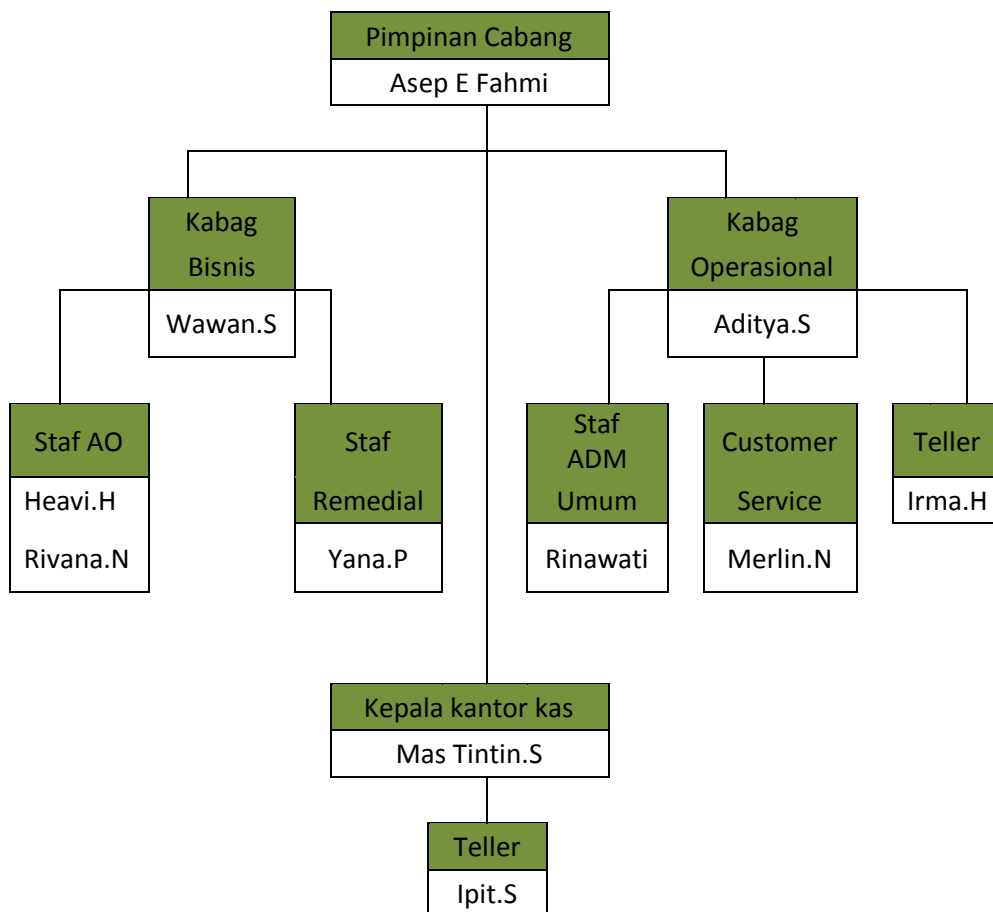 Pimpinan Cabang
Asep E Fahmi
Kabag
Bisnis
Wawan.S
Kabag
Operasional
Aditya.S
Staf AO
Heavi.H
Rivana.N
Staf
Remedial
Yana.P
Staf
ADM
Umum
Rinawati
Customer
Service
Merlin.N
Teller
Irma.H
Kepala kantor kas
Mas Tintin.S
Teller
Ipit.S